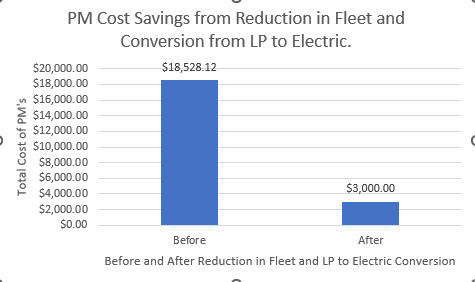 PM Cost Savings from Reduction in Fleet and
Conversion from LP to Electric.
Total Cost of PM's
$20,000.00
$18,000.00
$16,000.00
$14,000.00
$12,000.00
$10,000.00
$8,000.00
$6,000.00
$4,000.00
$2,000.00
$0.00
$18,528.12
$3,000.00
Before
After
Before and After Reduction in Fleet and LP to Electric Conversion